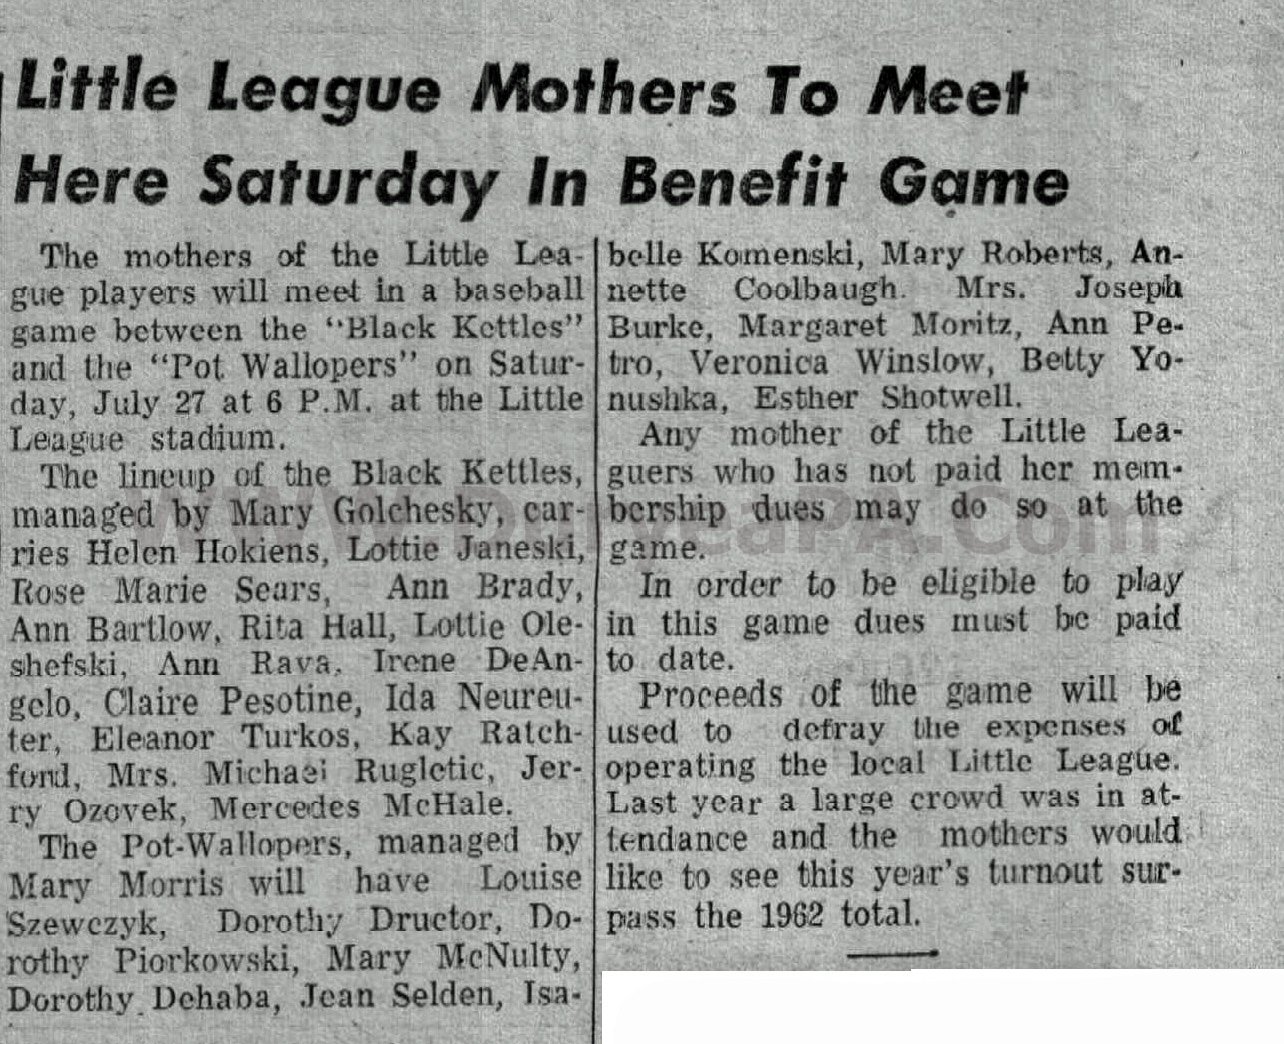 Little League Mothers To Meet
Here Saturday In Benefit Game
The mothers of the Little Lea-
gue players will meet in a baseball
game between the "Black Kettles"
and the "Pot Wallopers" on Satur-
day, July 27 at 6 P.M. at the Little
League stadium.
The lineup of the Black Kettles,
managed by Mary Golchesky, car-
ries Helen Hokiens, Lottie Janeski,
Rose Marie Sears, Ann Brady,
Ann Bartlow, Rita Hall, Lottie Ole-
shefski, Ann Rava, Irene DeAn-
gelo, Claire Pesotine, Ida Neureu-
ter, Eleanor Turkos, Kay Ratch-
ford, Mrs. Michael Rugletic, Jer-
ry Ozovek, Mercedes McHale.
The Pot-Wallopers, managed by
Mary Morris will have Louise
Szewczyk, Dorothy Dructor, Do-
rothy Piorkowski, Mary McNulty,
Dorothy Dehaba, Jean Selden, Isa-
belle Komenski, Mary Roberts, An-
nette Coolbaugh. Mrs. Joseph
Burke, Margaret Moritz, Ann Pe-
tro, Veronica Winslow, Betty Yo-
nushka, Esther Shotwell.
Any mother of the Little Lea-
guers who has not paid her mem-
bership dues may do so at the
game.
In order to be eligible to play
in this game dues must be paid
to date.
Proceeds of the game will be
used to defray the expenses of
operating the local Little League.
Last year a large crowd was in at-
tendance and the mothers would
like to see this year's turnout sur-
pass the 1962 total.
www.DuryeaPA.Com